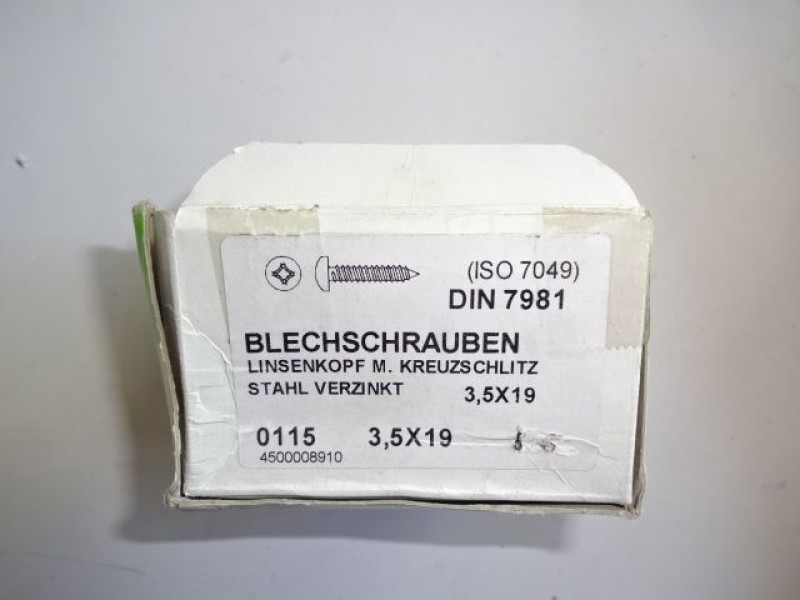 (ISO 7049)
DIN 7981
BLECHSCHRAUBEN
LINSENKOPF M. KREUZSCHLITZ
STAHL VERZINKT 3,5X19
0115 3,5X19
4500008910